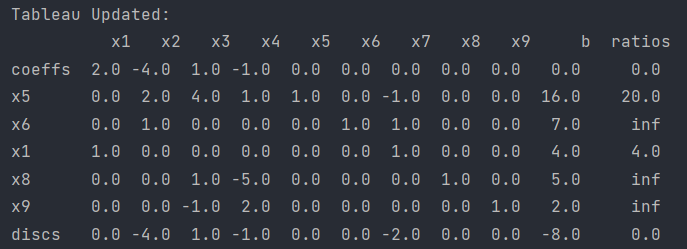 Tableau Updated:
x1 x2 x3 x4 x5 x6 x7 x8 x9 b ratios
coeffs 2.0 -4.0 1.0 -1.0 0.0 0.0 0.0 0.0 0.0 0.0 0.0
x5 0.0 2.0 4.0 1.0 1.0 0.0 -1.0 0.0 0.0 16.0 20.0
x6 0.0 1.0 0.0 0.0 0.0 1.0 1.0 0.0 0.0 7.0 inf
x1 1.0 0.0 0.0 0.0 0.0 0.0 1.0 0.0 0.0 4.0 4.0
x8 0.0 0.0 1.0 -5.0 0.0 0.0 0.0 1.0 0.0 5.0 inf
x9 0.0 0.0 -1.0 2.0 0.0 0.0 0.0 0.0 1.0 2.0 inf
discs 0.0 -4.0 1.0 -1.0 0.0 0.0 -2.0 0.0 0.0 -8.0 0.0